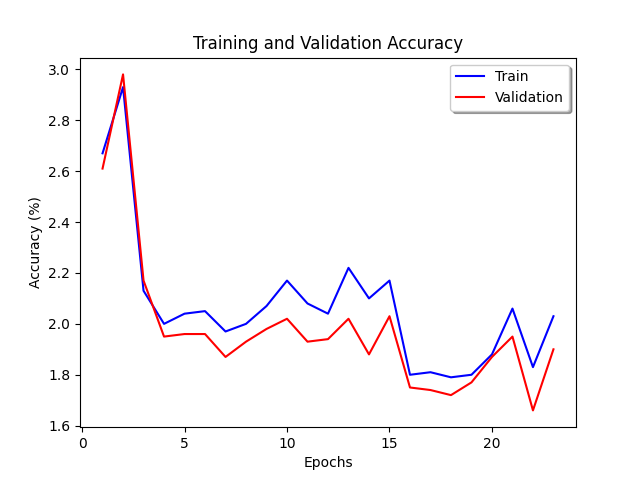 Training and Validation Accuracy
Train
Validation
Accuracy (%)
3.0
2.8
2.6
2.4
2.2
2.0
1.8
1.6
0 5 10 15 20
Epochs